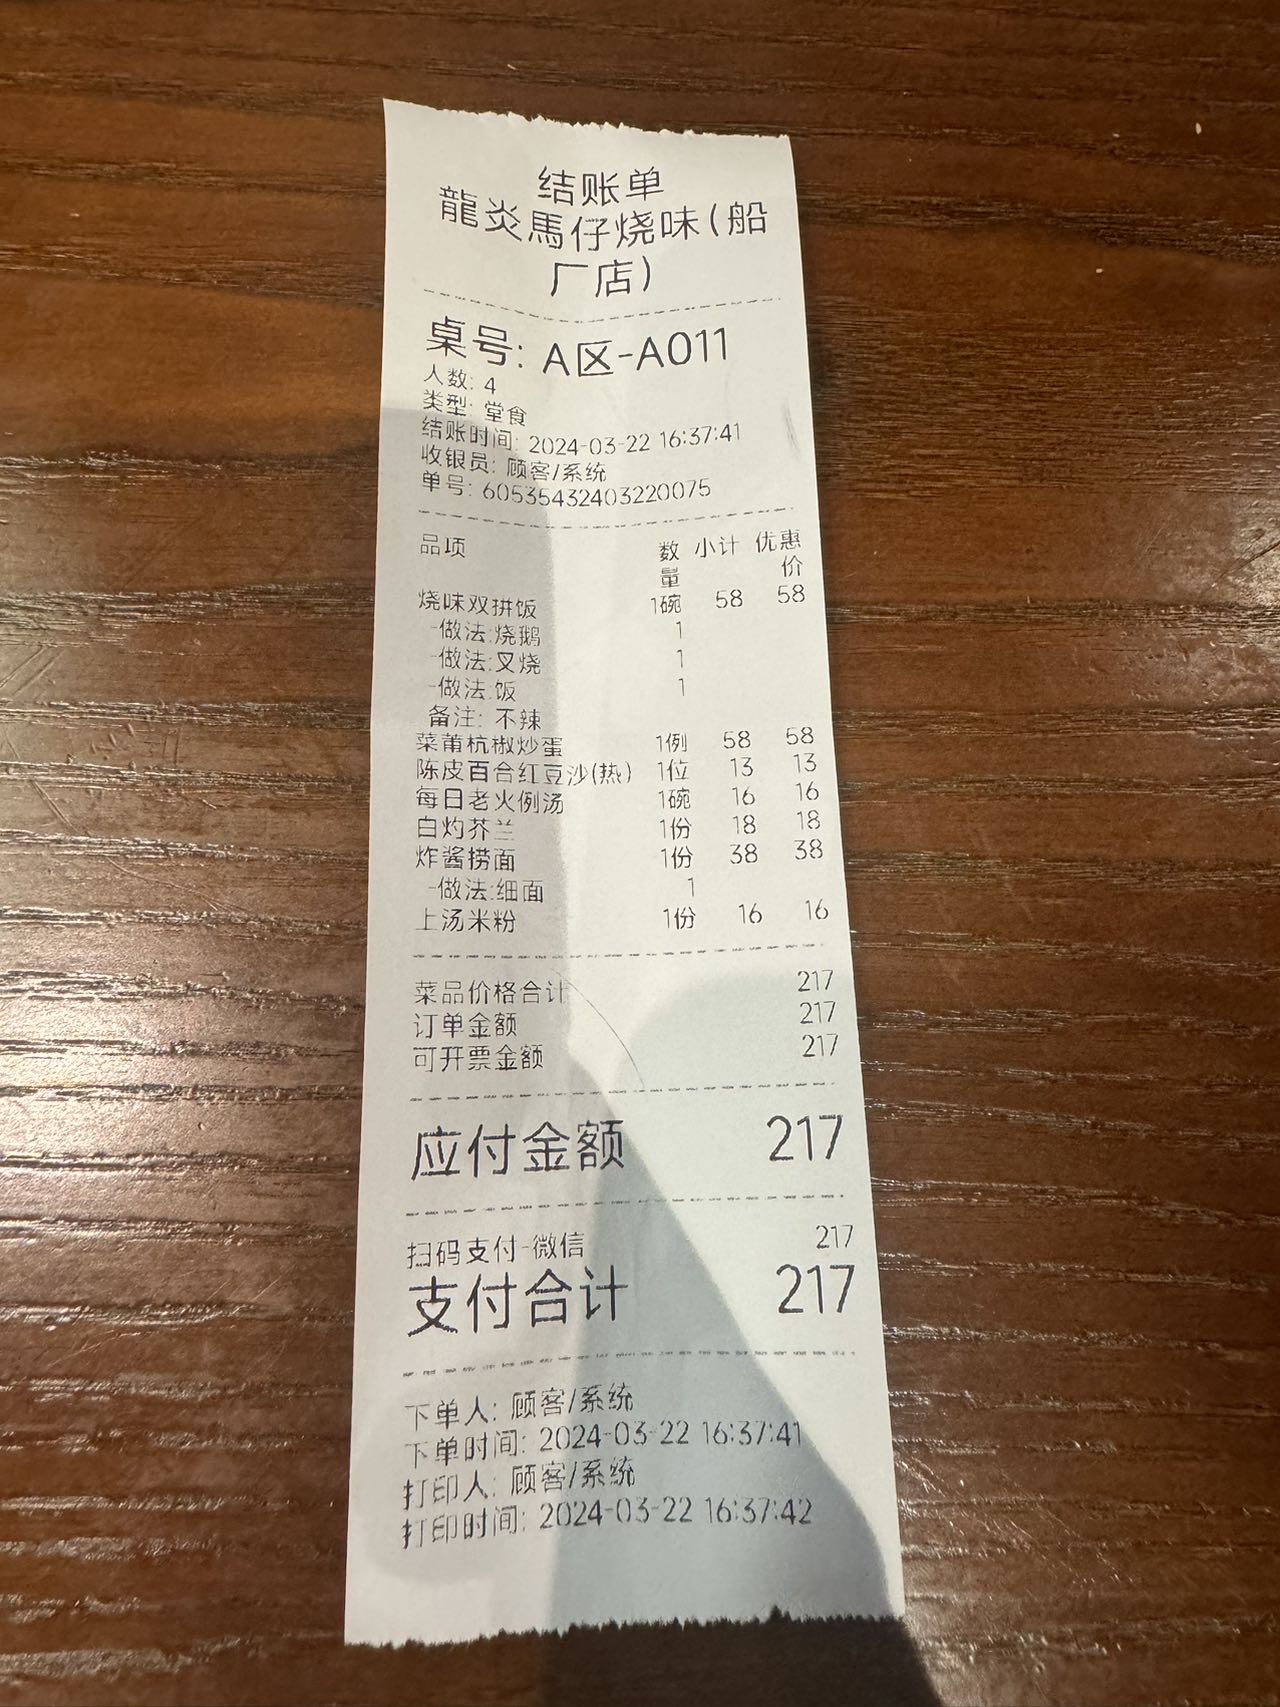 结账单
龍炎馬仔烧味(船
厂店)
桌号: A区-A011
人数: 4
类型: 堂食
结账时间: 2024-03-22 16:37:41
收银员: 顾客/系统
单号: 60535432403220075
品项 数 小计 优惠
量 价
烧味双拼饭 1碗 58 58
-做法:烧鹅 1
-做法:叉烧 1
-做法:饭 1
备注: 不辣
菜莆杭椒炒蛋 1例 58 58
陈皮百合红豆沙(热) 1位 13 13
每日老火例汤 1碗 16 16
白灼芥兰 1份 18 18
炸酱捞面 1份 38 38
-做法:细面 1
上汤米粉 1份 16 16
菜品价格合计 217
订单金额 217
可开票金额 217
应付金额 217
扫码支付-微信 217
支付合计 217
下单人: 顾客/系统
下单时间: 2024-03-22 16:37:41
打印人: 顾客/系统
打印时间: 2024-03-22 16:37:42